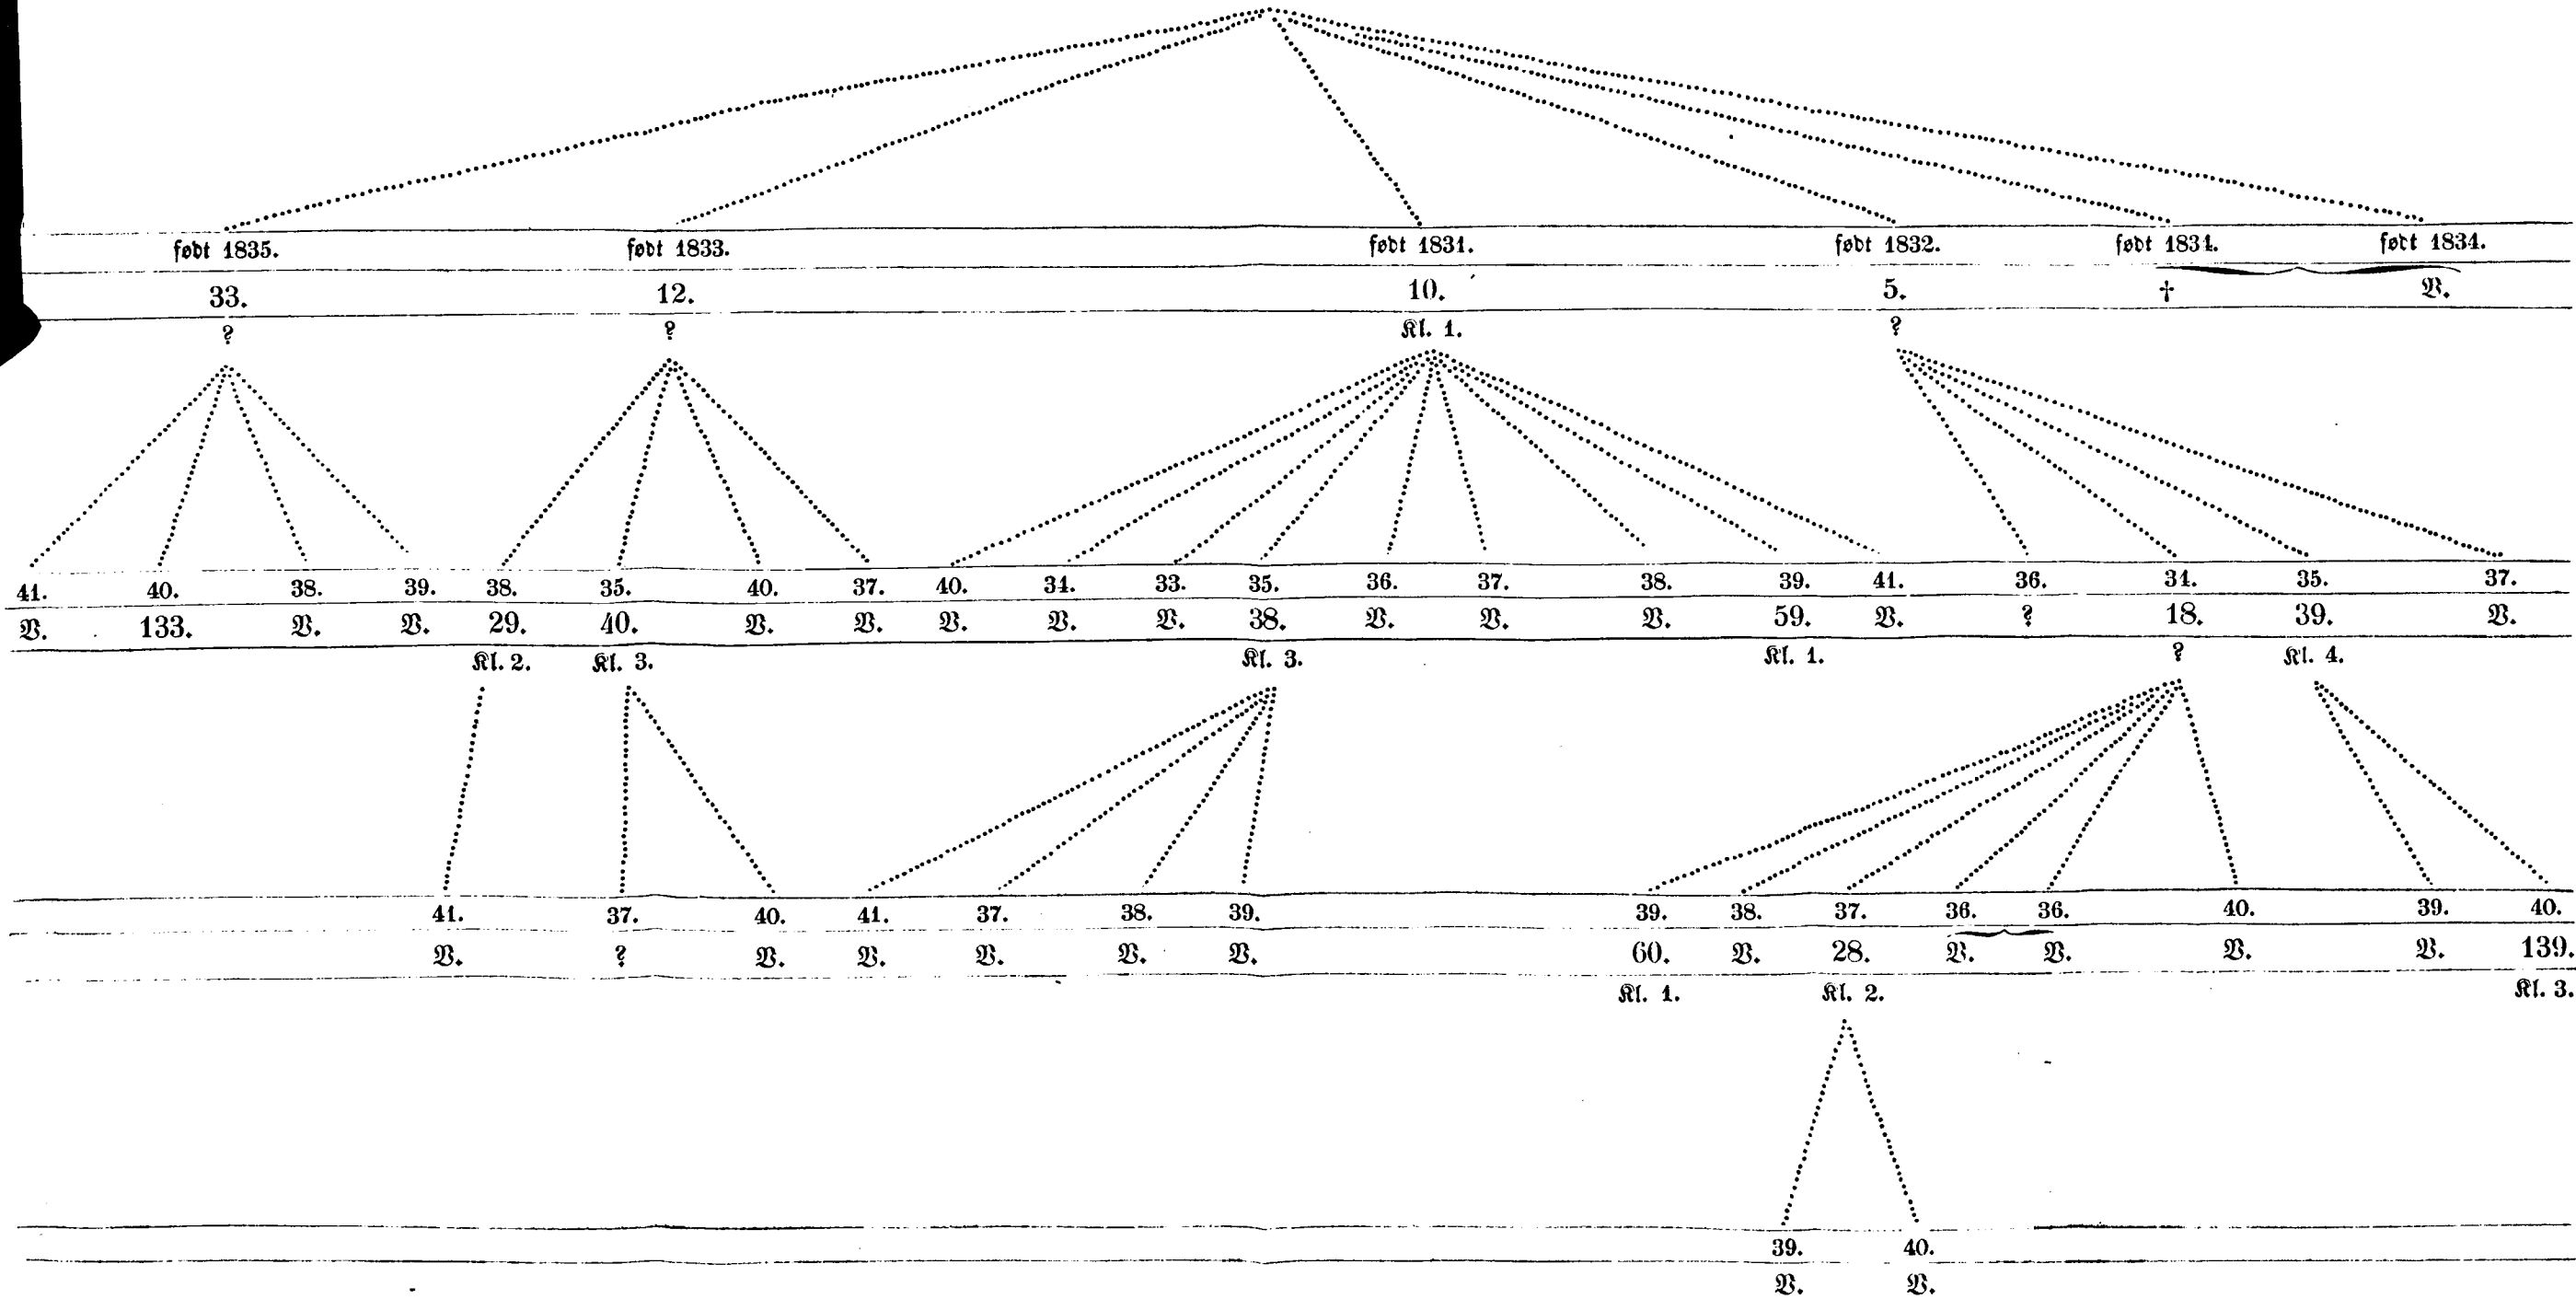 født 1835. født 1833. født 1831. født 1832. født 1831. født 1834.
33. 12. 10. 5. † V.
? ? Kl. 1. ?
41. 40. 38. 39. 38. 35. 40. 37. 40. 34. 33. 35. 36. 37. 38. 39. 41. 36. 34. 35. 37.
V. 133. V. V. 29. 40. V. V. V. V. V. 38. V. V. V. 59. V. ? 18. 39. V.
Kl. 2. Kl. 3. Kl. 3. Kl. 1. ? Kl. 4.
41. 37. 40. 41. 37. 38. 39. 39. 38. 37. 36. 36. 40. 39. 40.
V. ? V. V. V. V. V. 60. V. 28. V. V. V. V. 139.
Kl. 1. Kl. 2. Kl. 3.
39. 40.
V. V.